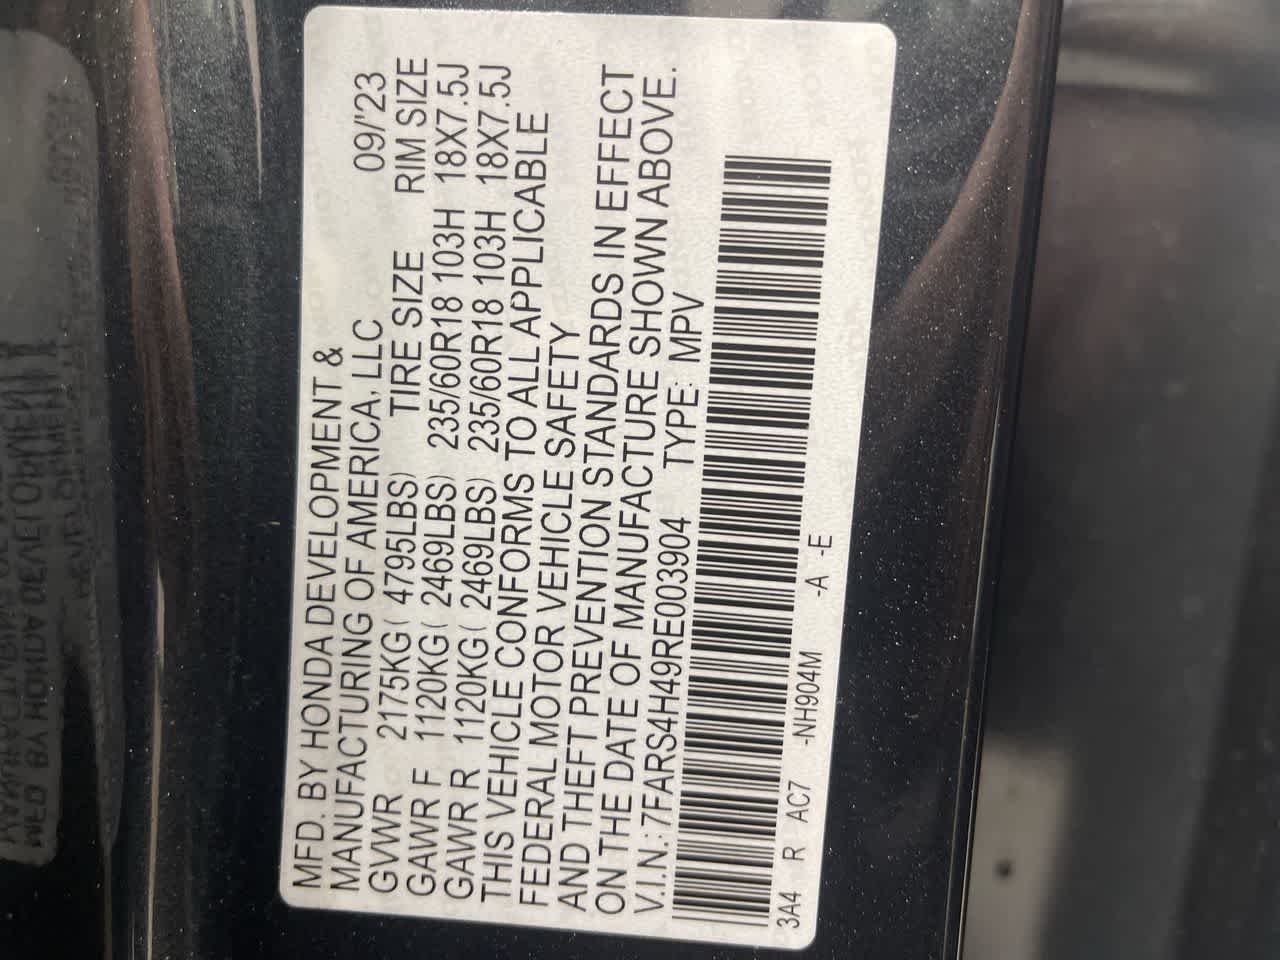 MFD. BY HONDA DEVELOPMENT &
MANUFACTURING OF AMERICA, LLC 09/'23
GVWR 2175KG( 4795LBS) TIRE SIZE RIM SIZE
GAWR F 1120KG( 2469LBS) 235/60R18 103H 18X7.5J
GAWR R 1120KG( 2469LBS) 235/60R18 103H 18X7.5J
THIS VEHICLE CONFORMS TO ALL APPLICABLE
FEDERAL MOTOR VEHICLE SAFETY
AND THEFT PREVENTION STANDARDS IN EFFECT
ON THE DATE OF MANUFACTURE SHOWN ABOVE.
V.I.N.: 7FARS4H49RE003904 TYPE: MPV
3A4 R AC7 -NH904M -A -E